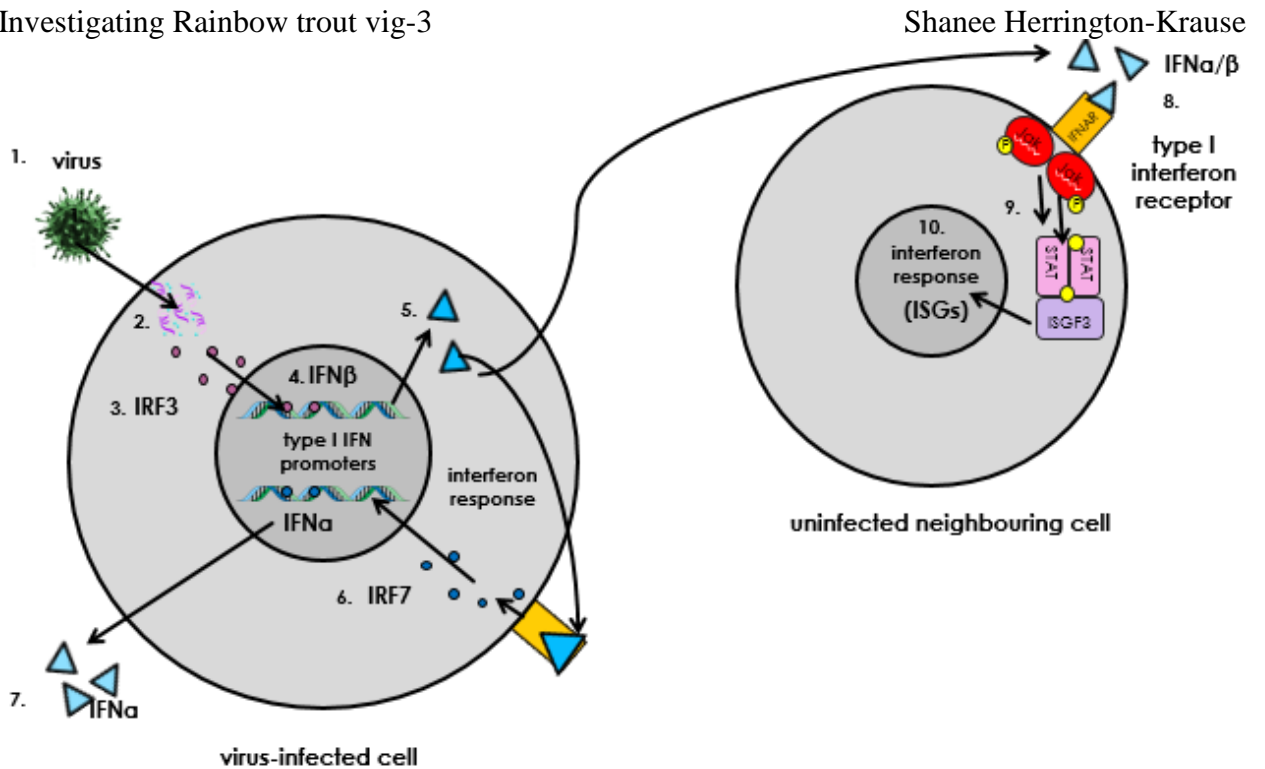 Investigating Rainbow trout vig-3
Shanee Herrington-Krause
1. virus
2.
3. IRF3
4. IFNβ
type I IFN
promoters
IFNα
5.
interferon
response
6. IRF7
7.
IFNα
virus-infected cell
IFNα/β
8.
type I
interferon
receptor
IFNAR
Jak
P
Jak
P
9.
STAT
STAT
ISGF3
10.
interferon
response
(ISGs)
uninfected neighbouring cell